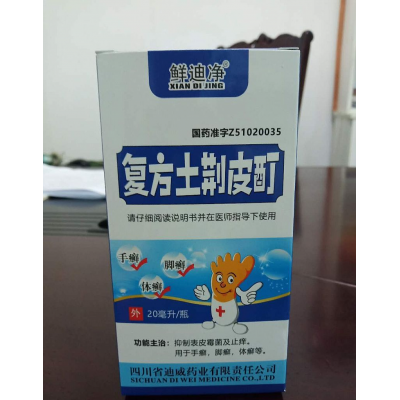 鲜迪净®
XIAN DI JING
国药准字Z51020035
复方土荆皮酊
请仔细阅读说明书并在医师指导下使用
手癣
脚癣
体癣
外 20毫升/瓶
功能主治：抑制表皮霉菌及止痒。
用于手癣，脚癣，体癣等。
四川省迪威药业有限责任公司
SICHUAN DI WEI MEDICINE CO.,LTD